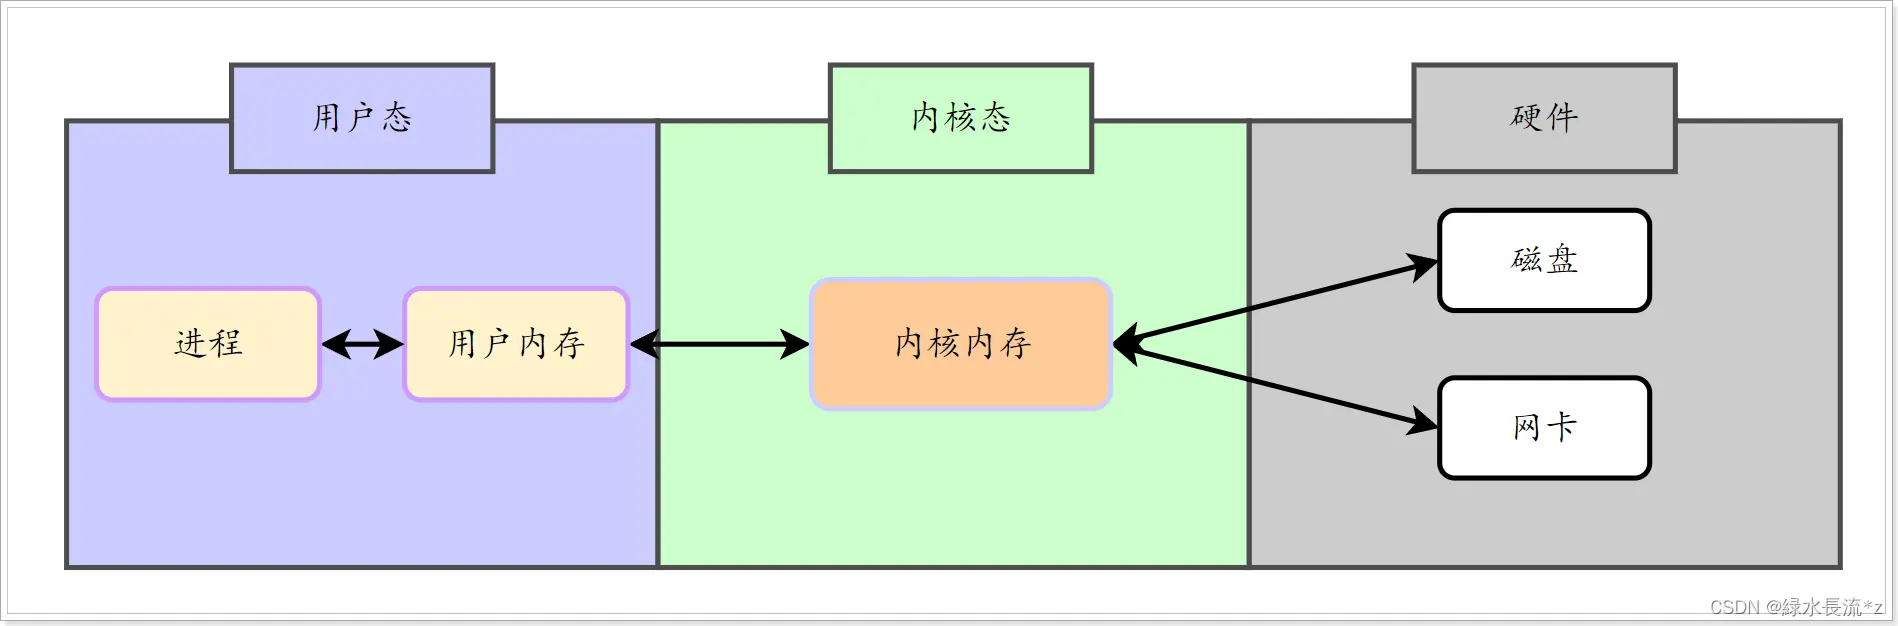 用户态
内核态
硬件
进程
用户内存
内核内存
磁盘
网卡
CSDN @緑水長流*z